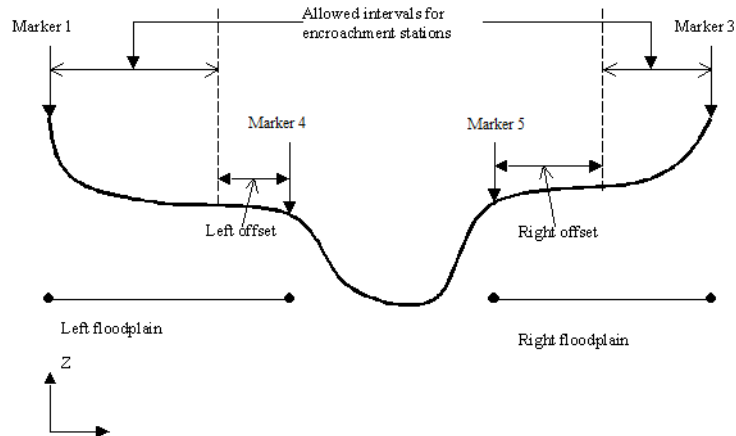 Allowed intervals for
encroachment stations
Marker 1
Marker 3
Marker 4
Marker 5
Left offset
Right offset
Left floodplain
Right floodplain
Z